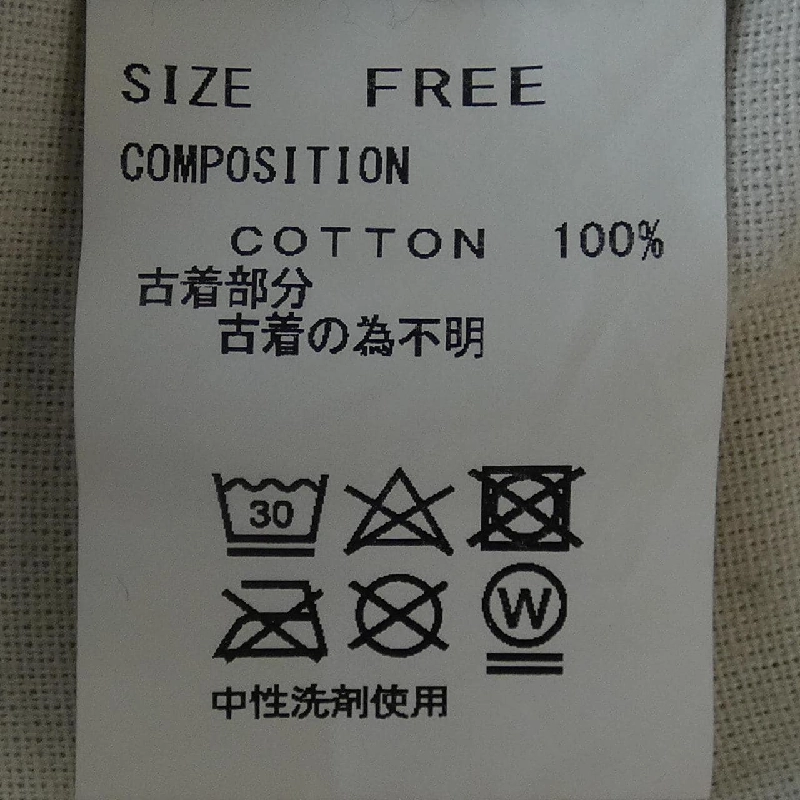 SIZE FREE
COMPOSITION
COTTON 100%
古着部分
古着の為不明
30
W
中性洗剤使用